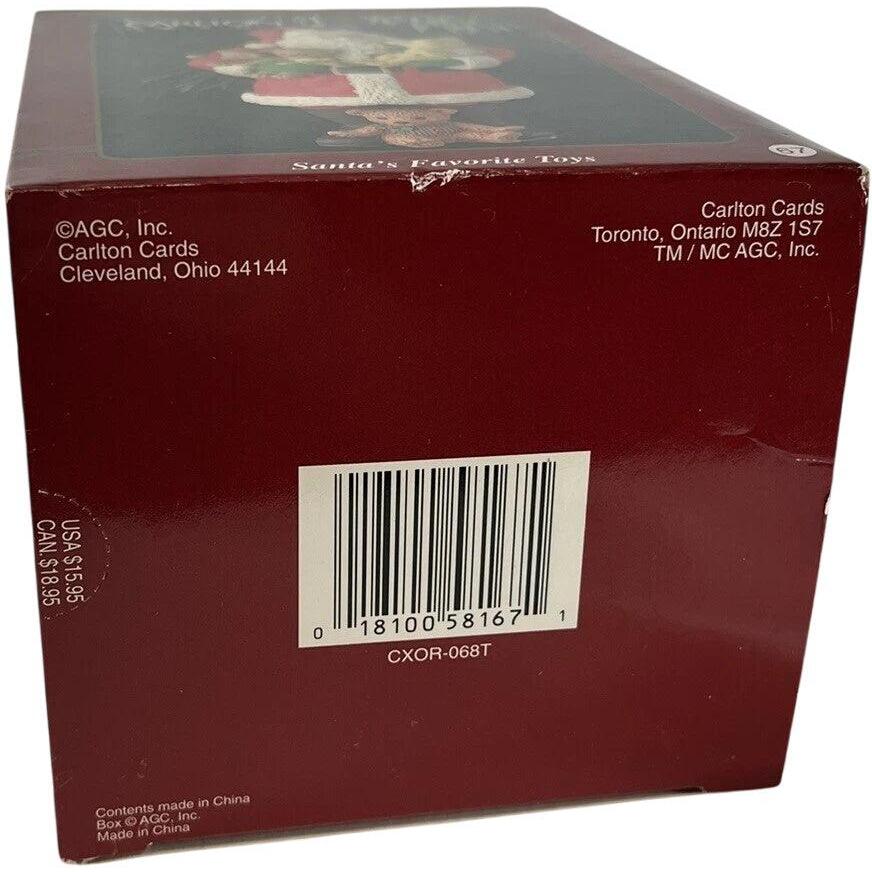 Santa's Favorite Toys
57
©AGC, Inc.
Carlton Cards
Cleveland, Ohio 44144
Carlton Cards
Toronto, Ontario M8Z 1S7
TM / MC AGC, Inc.
USA $15.95
CAN.$18.95
0 18100 58167 1
CXOR-068T
Contents made in China
Box © AGC, Inc.
Made in China